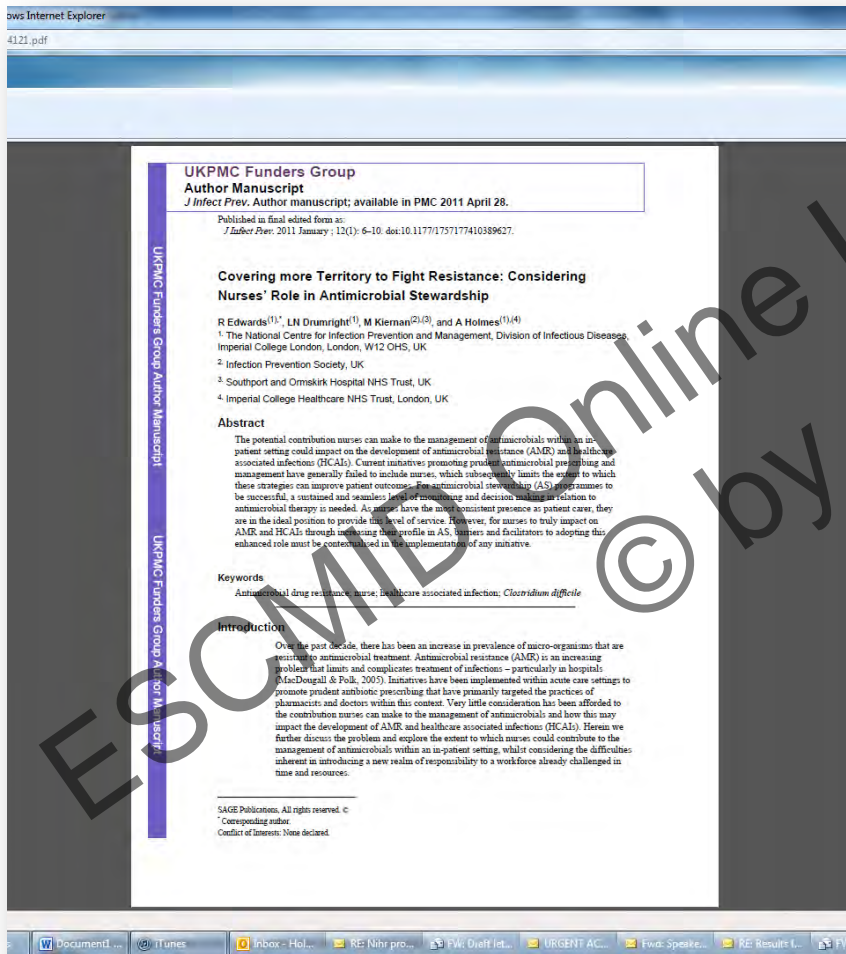 ows Internet Explorer
4121.pdf
UKPMC Funders Group
Author Manuscript
J Infect Prev. Author manuscript; available in PMC 2011 April 28.
Published in final edited form as:
J Infect Prev. 2011 January ; 12(1): 6–10. doi:10.1177/1757177410389627.
Covering more Territory to Fight Resistance: Considering
Nurses' Role in Antimicrobial Stewardship
R Edwards(1),*, LN Drumright(1), M Kiernan(2),(3), and A Holmes(1),(4)
1. The National Centre for Infection Prevention and Management, Division of Infectious Diseases,
Imperial College London, London, W12 OHS, UK
2. Infection Prevention Society, UK
3. Southport and Ormskirk Hospital NHS Trust, UK
4. Imperial College Healthcare NHS Trust, London, UK
Abstract
The potential contribution nurses can make to the management of antimicrobials within an in-
patient setting could impact on the development of antimicrobial resistance (AMR) and healthcare
associated infections (HCAIs). Current initiatives promoting prudent antimicrobial prescribing and
management have generally failed to include nurses, which subsequently limits the extent to which
these strategies can improve patient outcomes. For antimicrobial stewardship (AS) programmes to
be successful, a sustained and seamless level of monitoring and decision making in relation to
antimicrobial therapy is needed. As nurses have the most consistent presence as patient carer, they
are in the ideal position to provide this level of service. However, for nurses to truly impact on
AMR and HCAIs through increasing their profile in AS, barriers and facilitators to adopting this
enhanced role must be contextualised in the implementation of any initiative.
Keywords
Antimicrobial drug resistance, nurse; healthcare associated infection; Clostridium difficile
Introduction
Over the past decade, there has been an increase in prevalence of micro-organisms that are
resistant to antimicrobial treatment. Antimicrobial resistance (AMR) is an increasing
problem that limits and complicates treatment of infections – particularly in hospitals
(MacDougall & Polk, 2005). Initiatives have been implemented within acute care settings to
promote prudent antibiotic prescribing that have primarily targeted the practices of
pharmacists and doctors within this context. Very little consideration has been afforded to
the contribution nurses can make to the management of antimicrobials and how this may
impact the development of AMR and healthcare associated infections (HCAIs). Herein we
further discuss the problem and explore the extent to which nurses could contribute to the
management of antimicrobials within an in-patient setting, whilst considering the difficulties
inherent in introducing a new realm of responsibility to a workforce already challenged in
time and resources.
SAGE Publications, All rights reserved. ©
* Corresponding author.
Conflict of Interests: None declared.
UKPMC Funders Group Author Manuscript
UKPMC Funders Group Author Manuscript
ESCMID Online L
© by
Document1 ...
iTunes
Inbox - Hol...
RE: Nihr pro...
FW: Draft let...
URGENT AC...
Fwd: Speake...
RE: Results f...
FV